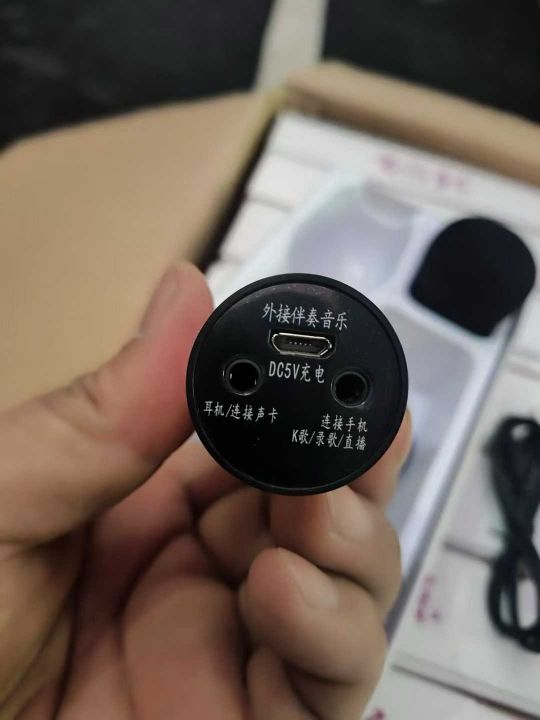 外接伴奏音乐
DC5V充电
耳机/连接声卡
连接手机
K歌/录歌/直播